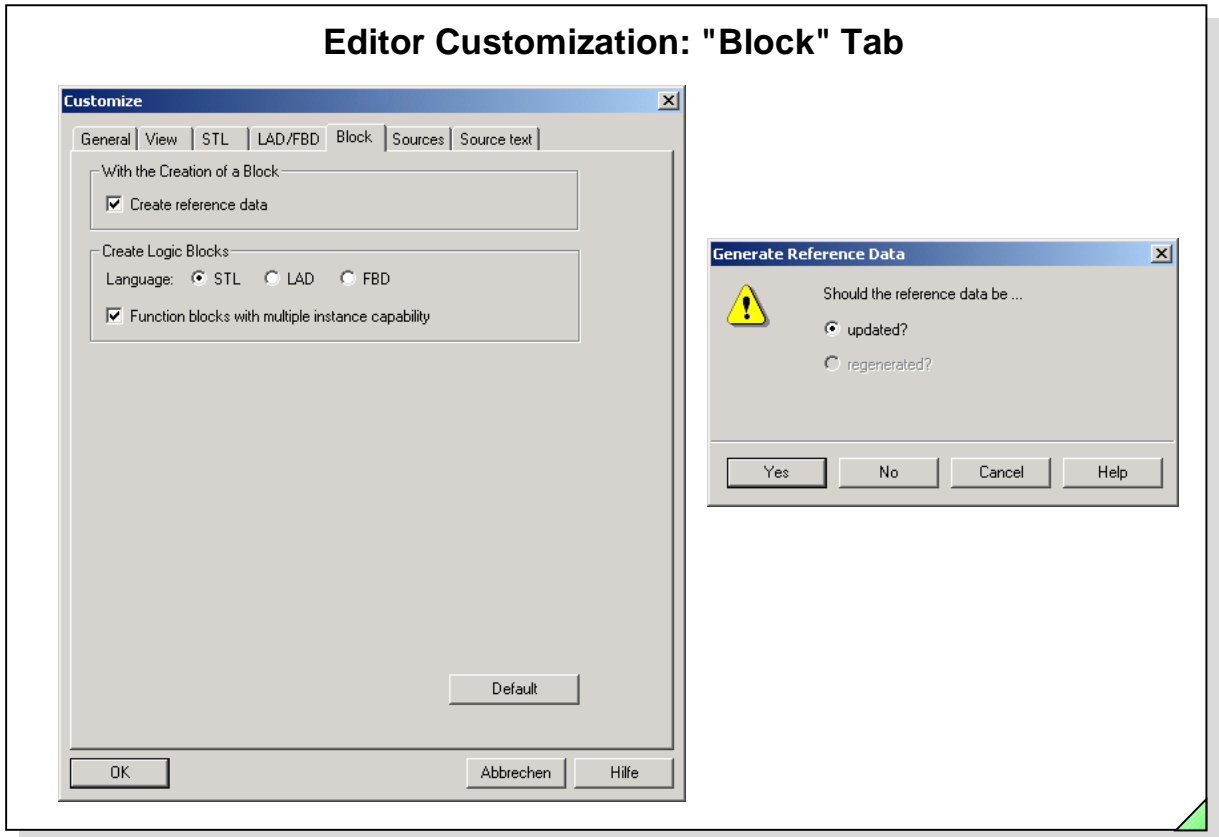 Editor Customization: "Block" Tab
Customize
General View STL LAD/FBD Block Sources Source text
With the Creation of a Block
Create reference data
Create Logic Blocks
Language: STL LAD FBD
Function blocks with multiple instance capability
Default
OK Abbrechen Hilfe
Generate Reference Data
Should the reference data be ...
updated?
regenerated?
Yes No Cancel Help